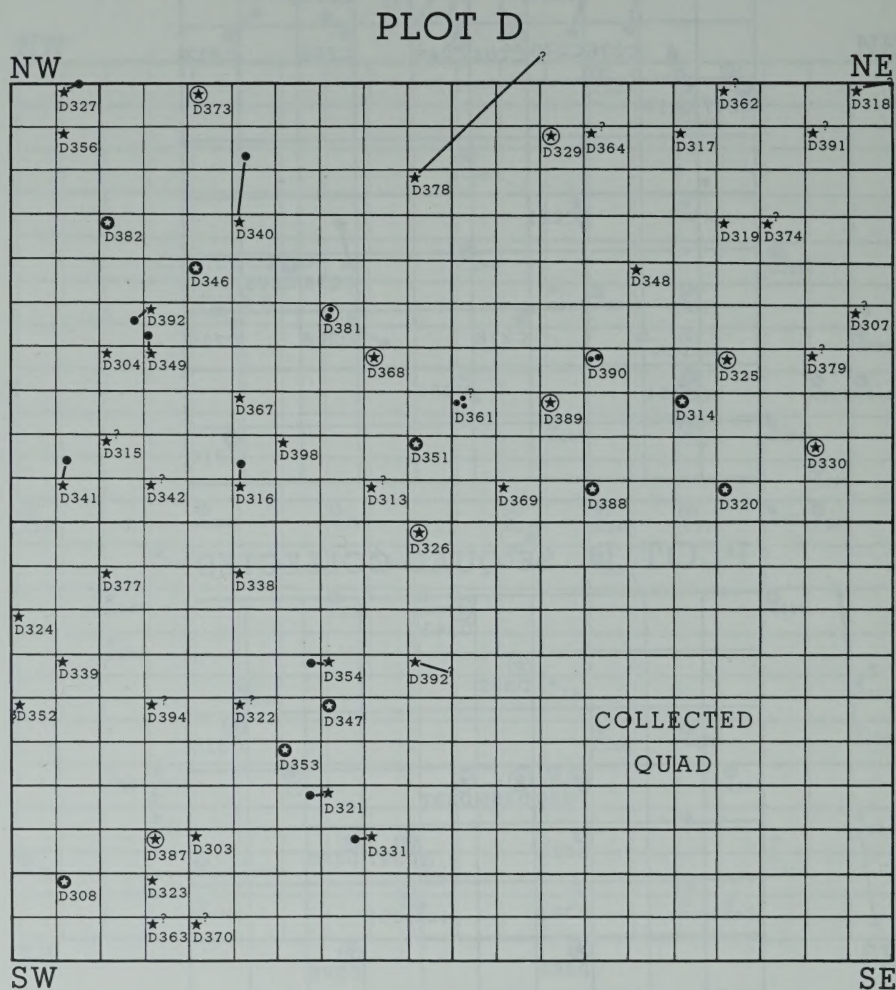 PLOT D
?
NW NE
D327 D373 ? D362 ? D318
D356 D329 D364 ? D317 D391 ?
D378
D382 D340 D319 D374 ?
D346 D348
D392 D381 D307 ?
D304 D349 D368 D390 D325 D379 ?
D367 D361 ? D389 D314
D315 ? D398 D351 D330
D341 D342 ? D316 D313 ? D369 D388 D320
D326
D377 D338
D324
D339 D354 D392 ?
? D352 D394 ? D322 ? D347 COLLECTED
D353 QUAD
D321
D387 D303 D331
D308 D323
D363 ? D370 ?
SW SE